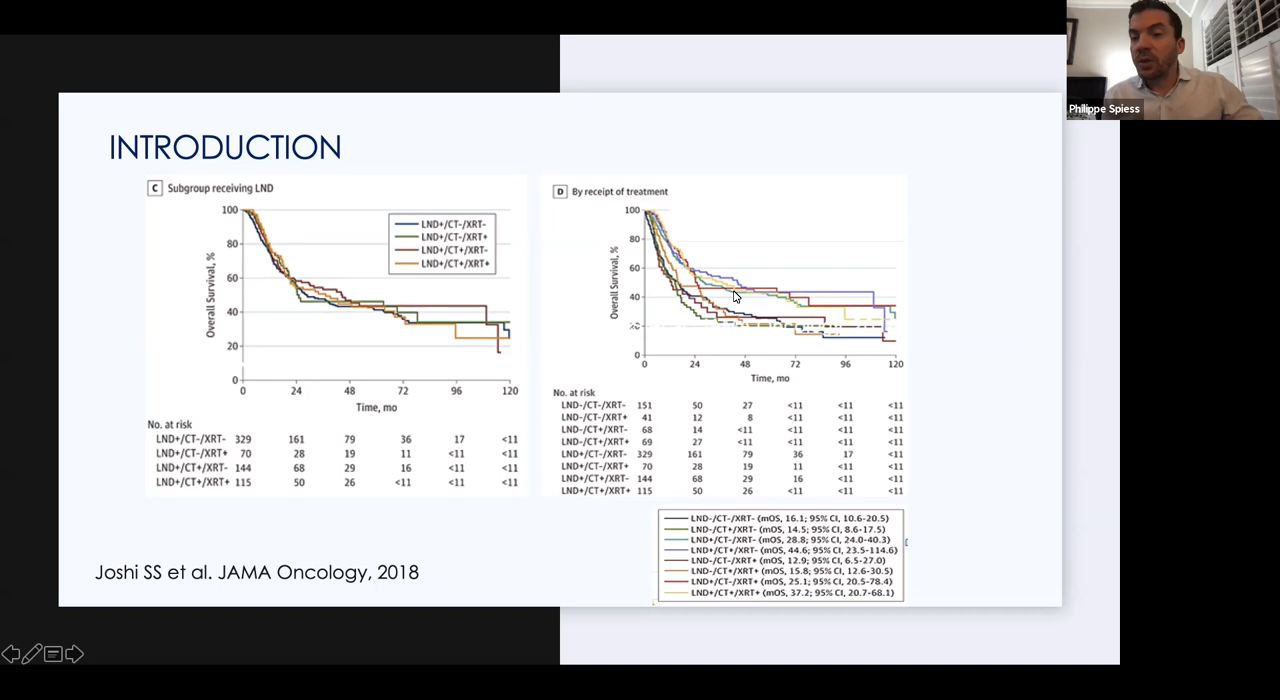 Philippe Spiess
INTRODUCTION
C Subgroup receiving LND
100
80
60
40
20
0
Overall Survival, %
LND+/CT-/XRT-
LND+/CT-/XRT+
LND+/CT+/XRT-
LND+/CT+/XRT+
0 24 48 72 96 120
Time, mo
No. at risk
LND+/CT-/XRT- 329 161 79 36 17 <11
LND+/CT-/XRT+ 70 28 19 11 <11 <11
LND+/CT+/XRT- 144 68 29 16 <11 <11
LND+/CT+/XRT+ 115 50 26 <11 <11 <11
D By receipt of treatment
100
80
60
40
20
0
Overall Survival, %
0 24 48 72 96 120
Time, mo
No. at risk
LND-/CT-/XRT- 151 50 27 <11 <11 <11
LND-/CT-/XRT+ 41 12 8 <11 <11 <11
LND-/CT+/XRT- 68 14 <11 <11 <11 <11
LND-/CT+/XRT+ 69 27 <11 <11 <11 <11
LND+/CT-/XRT- 329 161 79 36 17 <11
LND+/CT-/XRT+ 70 28 19 11 <11 <11
LND+/CT+/XRT- 144 68 29 16 <11 <11
LND+/CT+/XRT+ 115 50 26 <11 <11 <11
LND-/CT-/XRT- (mOS, 16.1; 95% CI, 10.6-20.5)
LND-/CT+/XRT- (mOS, 14.5; 95% CI, 8.6-17.5)
LND+/CT-/XRT- (mOS, 28.8; 95% CI, 24.0-40.3)
LND+/CT+/XRT- (mOS, 44.6; 95% CI, 23.5-114.6)
LND-/CT-/XRT+ (mOS, 12.9; 95% CI, 6.5-27.0)
LND-/CT+/XRT+ (mOS, 15.8; 95% CI, 12.6-30.5)
LND+/CT-/XRT+ (mOS, 25.1; 95% CI, 20.5-78.4)
LND+/CT+/XRT+ (mOS, 37.2; 95% CI, 20.7-68.1)
Joshi SS et al. JAMA Oncology, 2018